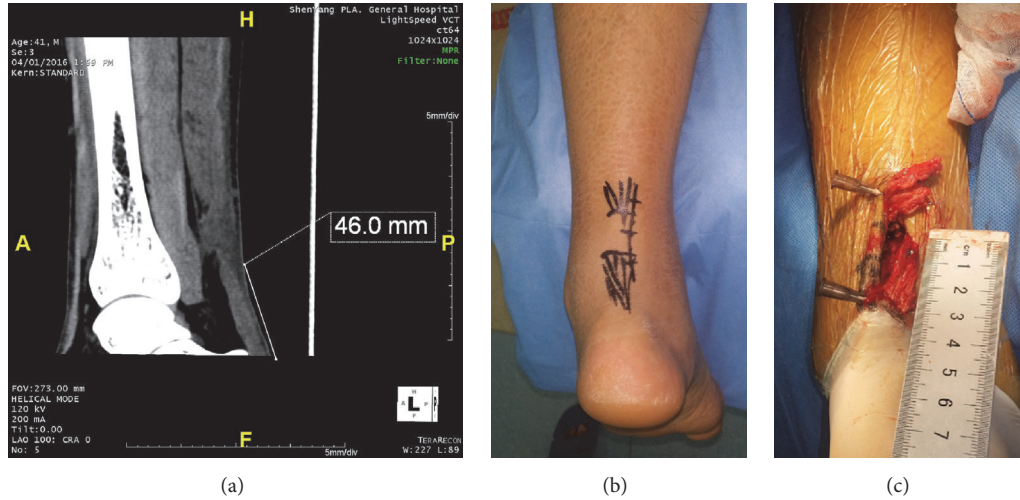 H
ShenYang PLA. General Hospital
LightSpeed VCT
ct64
1024x1024
MPR
Filter:None
Age:41, M
Se:3
04/01/2016 1:59 PM
Kern:STANDARD
5mm/div
46.0 mm
A
P
FOV:273.00 mm
HELICAL MODE
120 kV
200 mA
Tilt:0.00
LAO 100: CRA 0
No: 5
H
A
L
P
F
F
5mm/div
TERARECON
W:227 L:89
cm
1
2
3
4
5
6
7
(a)
(b)
(c)